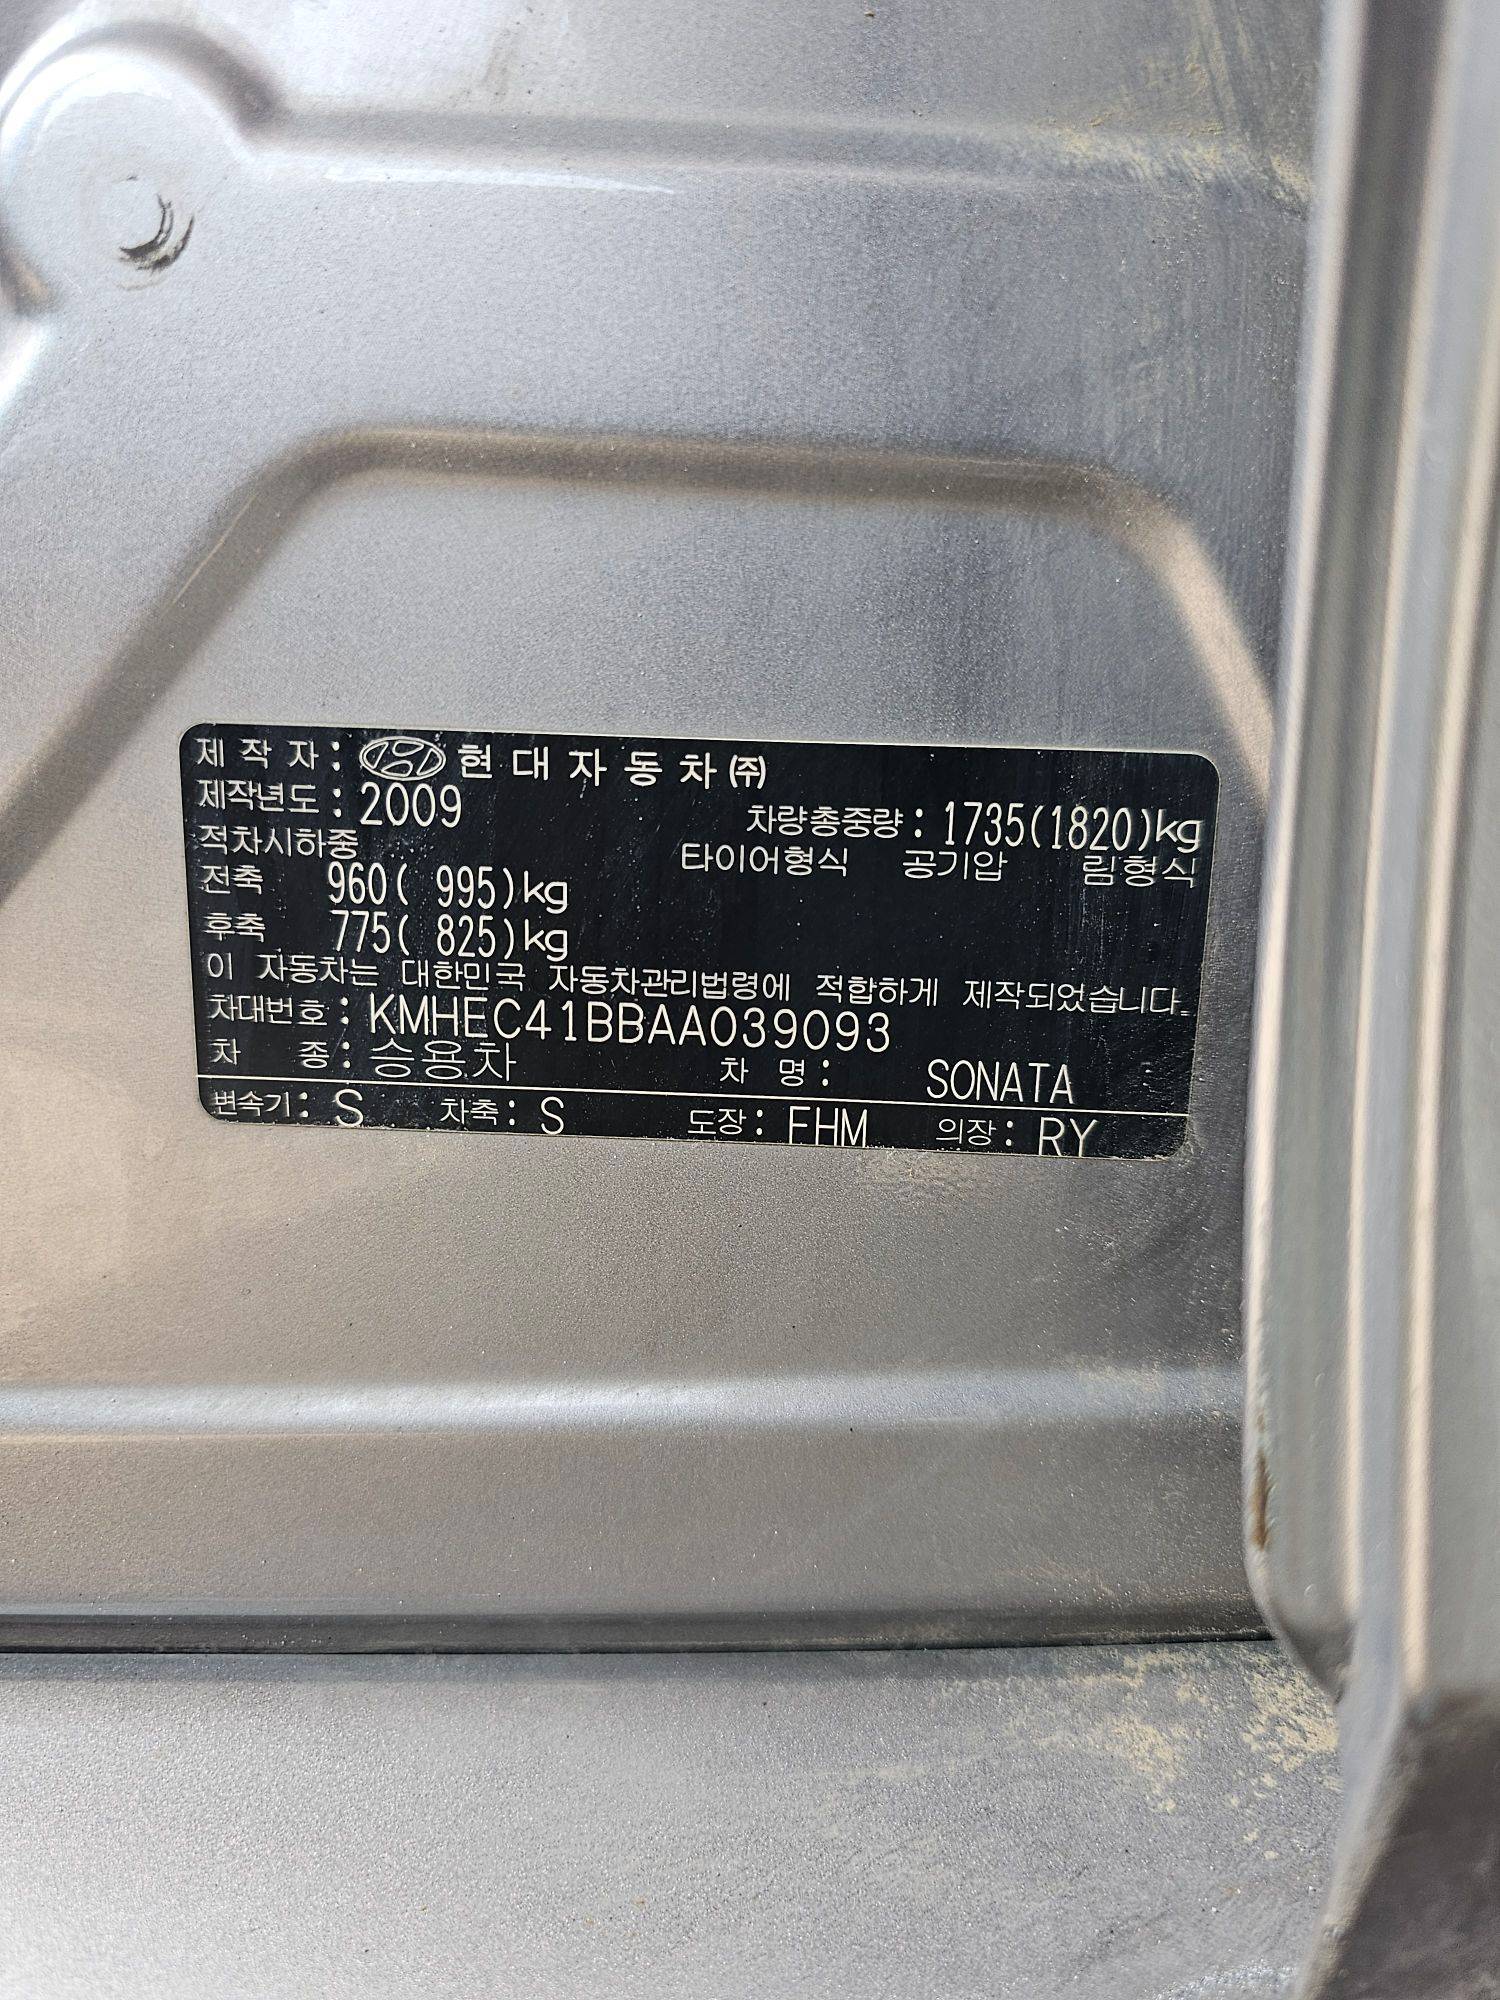 제작자: HYUNDAI 현대자동차㈜
제작년도: 2009
차량총중량: 1735(1820)kg
적차시하중
타이어형식 공기압 림형식
전축 960( 995)kg
후축 775( 825)kg
이 자동차는 대한민국 자동차관리법령에 적합하게 제작되었습니다.
차대번호: KMHEC41BBAA039093
차 종: 승용차 차 명: SONATA
변속기: S 차축: S 도장: FHM 의장: RY